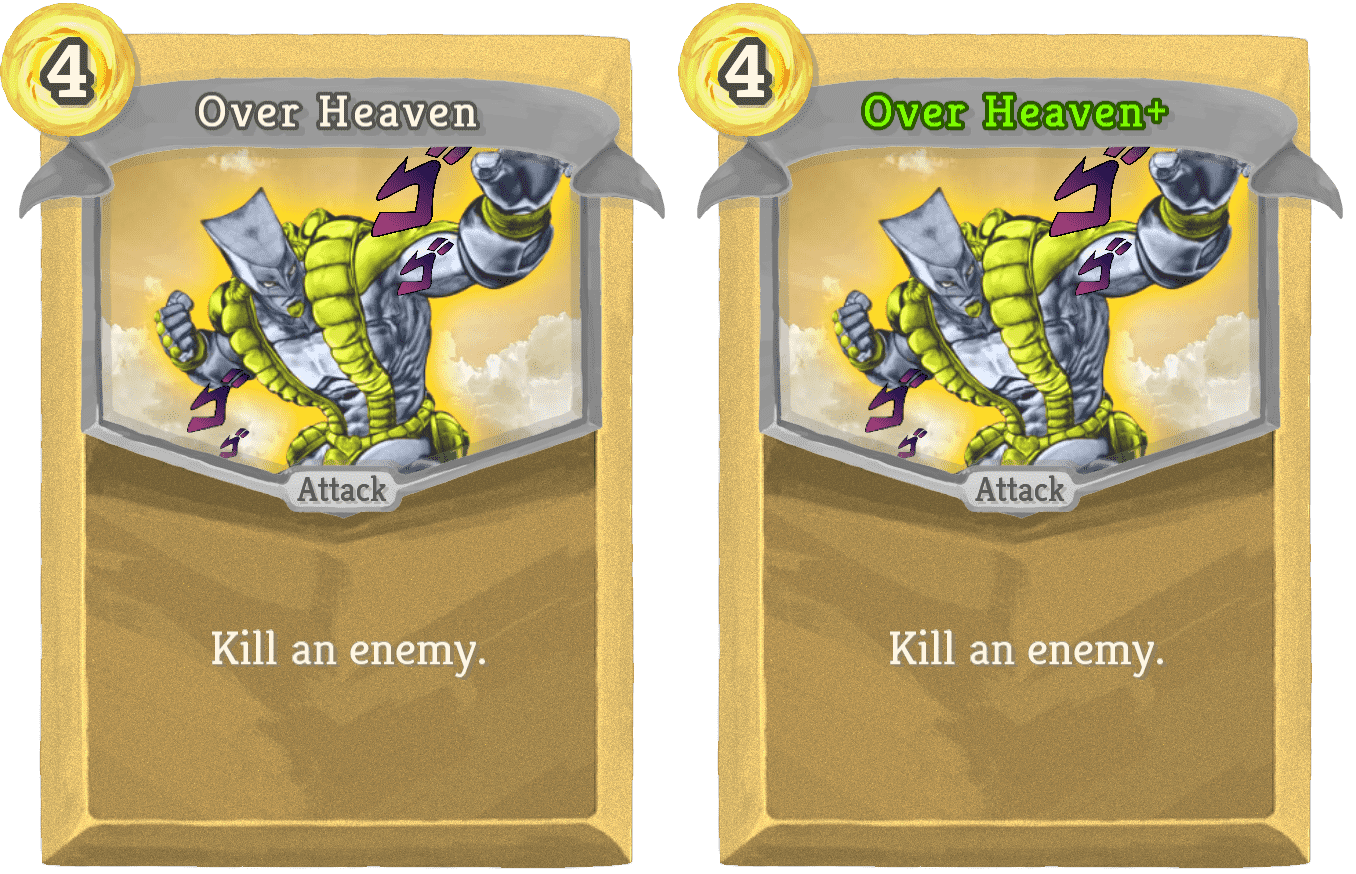 4
Over Heaven
ゴ
ゴ
ゴ
ゴ
Attack
Kill an enemy.
4
Over Heaven+
ゴ
ゴ
ゴ
ゴ
Attack
Kill an enemy.